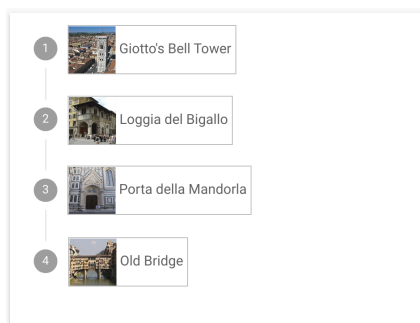 1 Giotto's Bell Tower
2 Loggia del Bigallo
3 Porta della Mandorla
4 Old Bridge